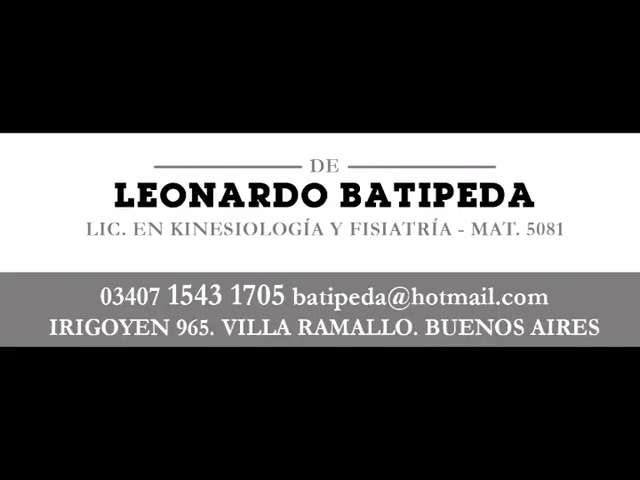 DE
LEONARDO BATIPEDA
LIC. EN KINESIOLOGÍA Y FISIATRÍA - MAT. 5081
03407 1543 1705 batipeda@hotmail.com
IRIGOYEN 965. VILLA RAMALLO. BUENOS AIRES